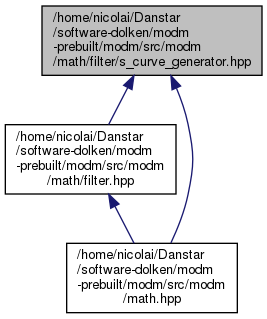 /home/nicolai/Danstar
/software-dolken/modm
-prebuilt/modm/src/modm
/math/filter/s_curve_generator.hpp
/home/nicolai/Danstar
/software-dolken/modm
-prebuilt/modm/src/modm
/math/filter.hpp
/home/nicolai/Danstar
/software-dolken/modm
-prebuilt/modm/src/modm
/math.hpp